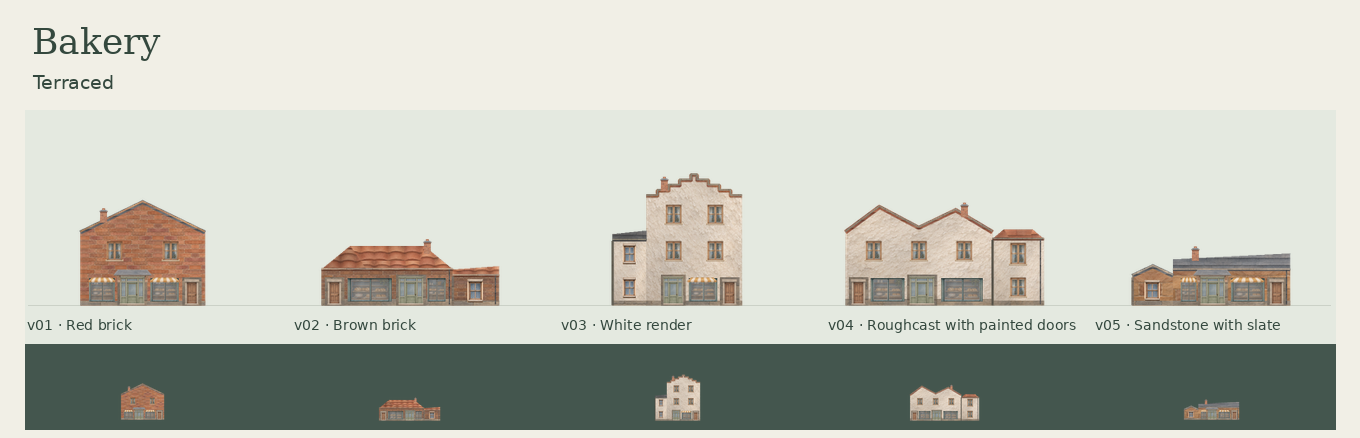 Bakery
Terraced
v01 · Red brick
v02 · Brown brick
v03 · White render
v04 · Roughcast with painted doors
v05 · Sandstone with slate